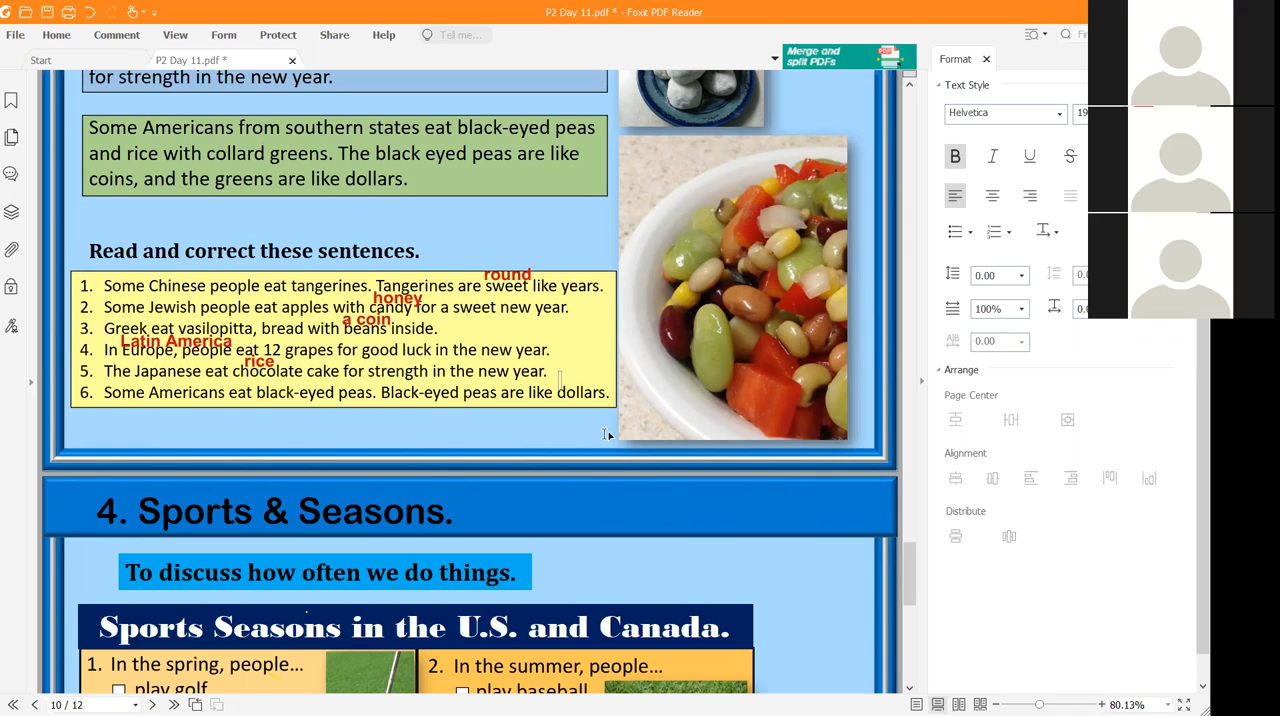 P2 Day 11.pdf * - Foxit PDF Reader
File Home Comment View Form Protect Share Help Tell me...
Start P2 Day 11.pdf *
Merge and split PDFs
for strength in the new year.
Some Americans from southern states eat black-eyed peas
and rice with collard greens. The black eyed peas are like
coins, and the greens are like dollars.
Read and correct these sentences.
round
1. Some Chinese people eat tangerines. Tangerines are sweet like years.
honey
2. Some Jewish people eat apples with candy for a sweet new year.
a coin
3. Greek eat vasilopitta, bread with beans inside.
Latin America
4. In Europe, people eat 12 grapes for good luck in the new year.
rice
5. The Japanese eat chocolate cake for strength in the new year.
6. Some Americans eat black-eyed peas. Black-eyed peas are like dollars.
4. Sports & Seasons.
To discuss how often we do things.
Sports Seasons in the U.S. and Canada.
1. In the spring, people...
play golf
2. In the summer, people...
play baseball
Format
Text Style
Helvetica 19
B I U S
0.00
100%
0.00
Arrange
Page Center
Alignment
Distribute
10 / 12
80.13%